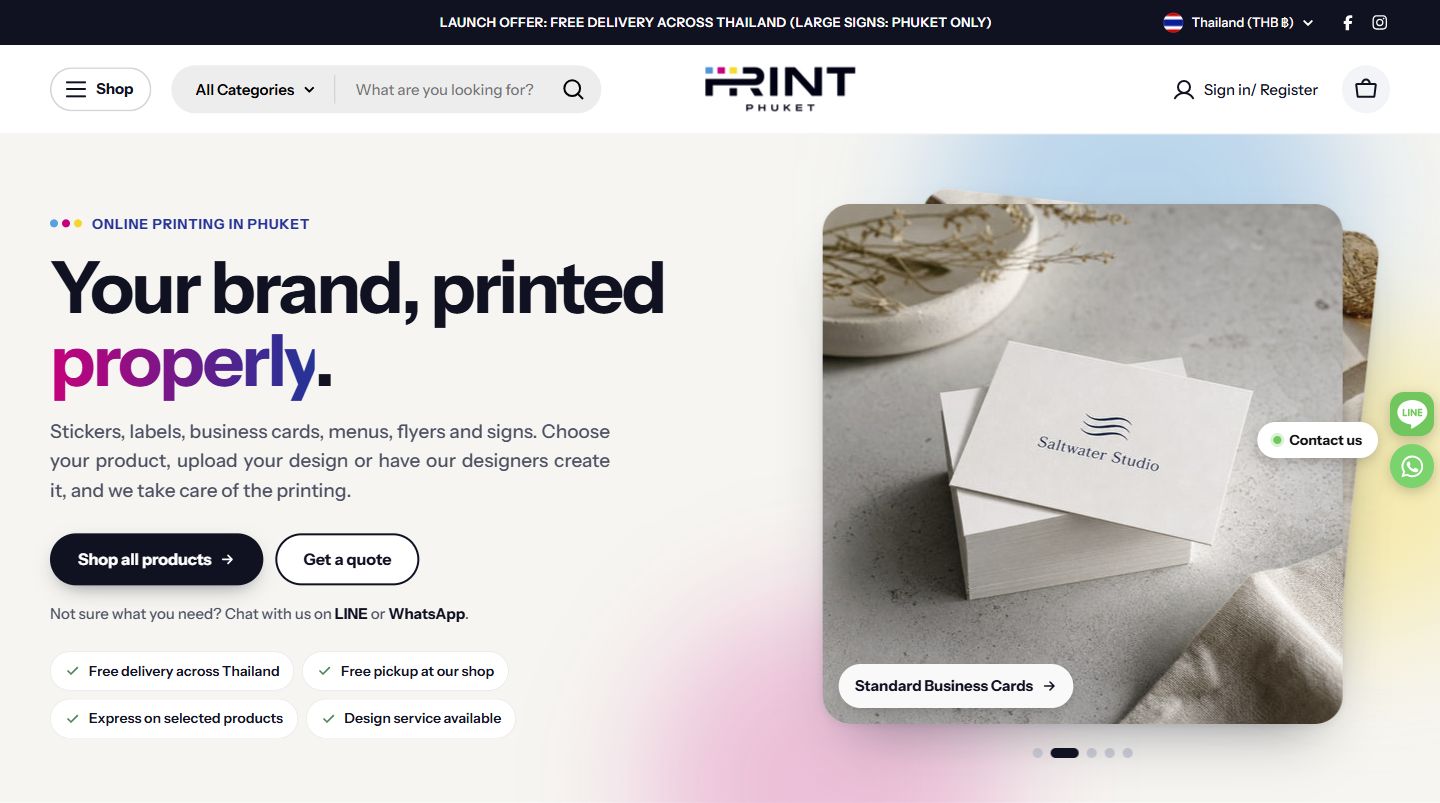 LAUNCH OFFER: FREE DELIVERY ACROSS THAILAND (LARGE SIGNS: PHUKET ONLY)
Thailand (THB ฿)
Shop
All Categories
What are you looking for?
PRINT
PHUKET
Sign in/ Register
ONLINE PRINTING IN PHUKET
Your brand, printed
properly.
Stickers, labels, business cards, menus, flyers and signs. Choose
your product, upload your design or have our designers create
it, and we take care of the printing.
Shop all products
Get a quote
Not sure what you need? Chat with us on LINE or WhatsApp.
Free delivery across Thailand
Free pickup at our shop
Express on selected products
Design service available
Saltwater Studio
Standard Business Cards
Contact us
LINE